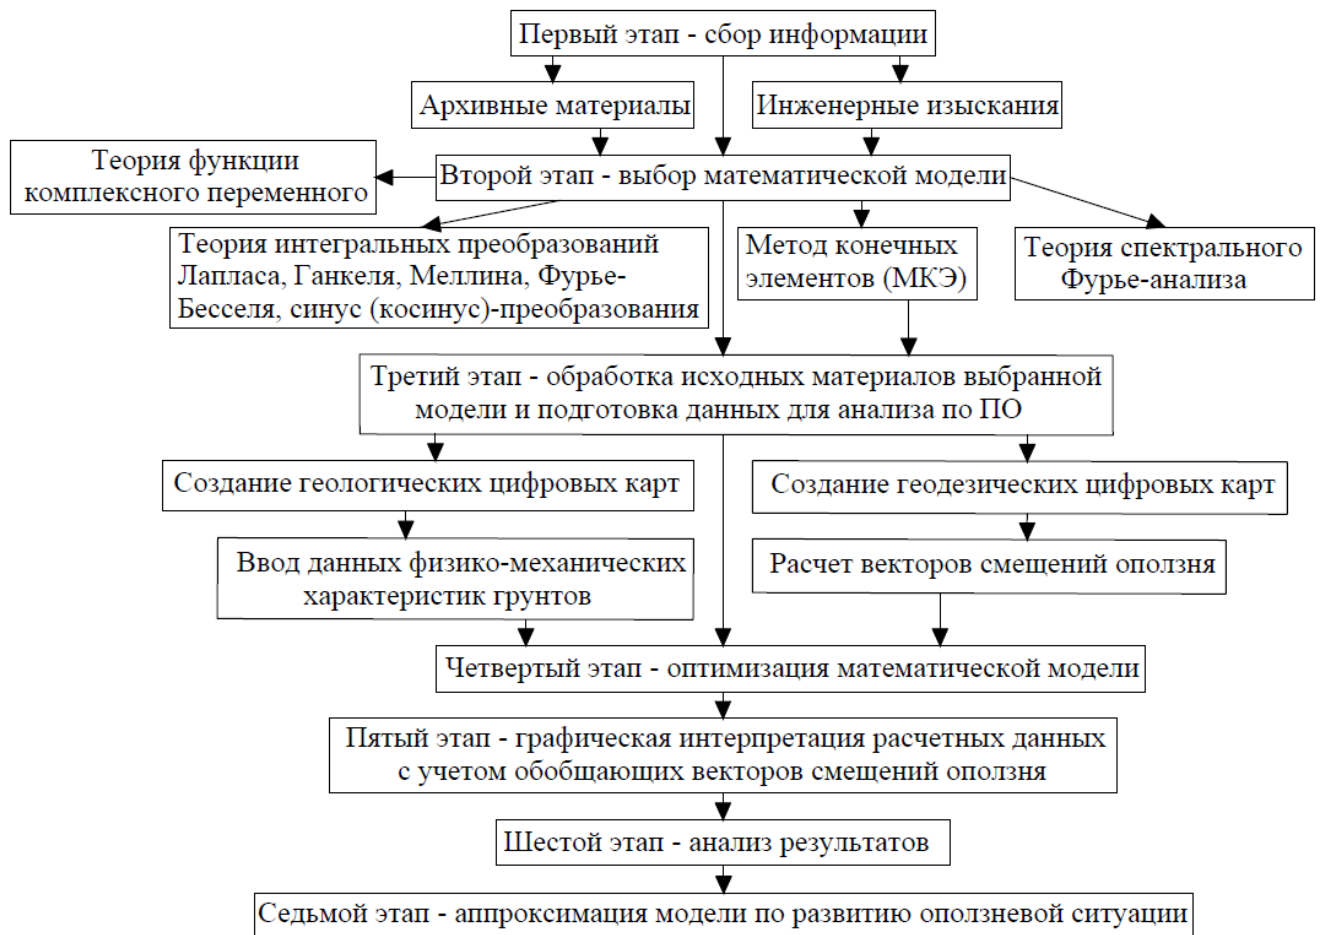 Первый этап - сбор информации
Архивные материалы
Инженерные изыскания
Теория функции
комплексного переменного
Второй этап - выбор математической модели
Теория интегральных преобразований
Лапласа, Ганкеля, Меллина, Фурье-
Бесселя, синус (косинус)-преобразования
Метод конечных
элементов (МКЭ)
Теория спектрального
Фурье-анализа
Третий этап - обработка исходных материалов выбранной
модели и подготовка данных для анализа по ПО
Создание геологических цифровых карт
Создание геодезических цифровых карт
Ввод данных физико-механических
характеристик грунтов
Расчет векторов смещений оползня
Четвертый этап - оптимизация математической модели
Пятый этап - графическая интерпретация расчетных данных
с учетом обобщающих векторов смещений оползня
Шестой этап - анализ результатов
Седьмой этап - аппроксимация модели по развитию оползневой ситуации